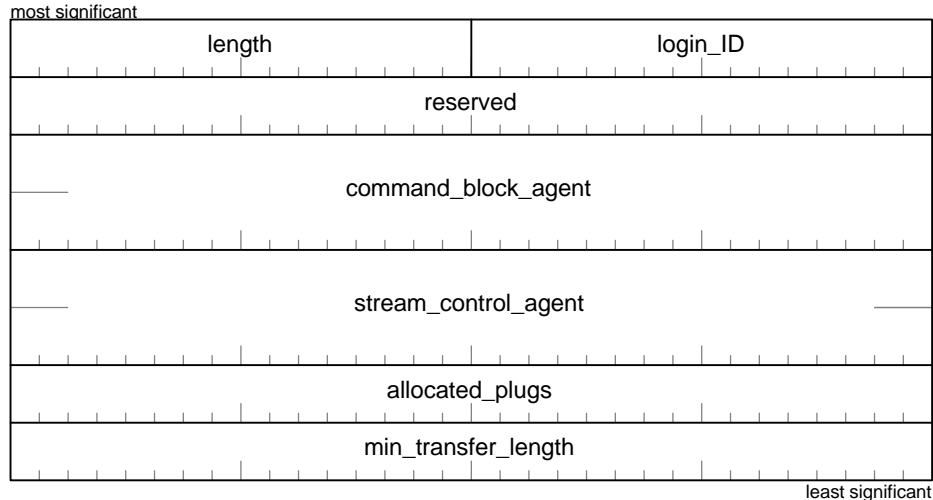 most significant
length login_ID
reserved
command_block_agent
stream_control_agent
allocated_plugs
min_transfer_length
least significant